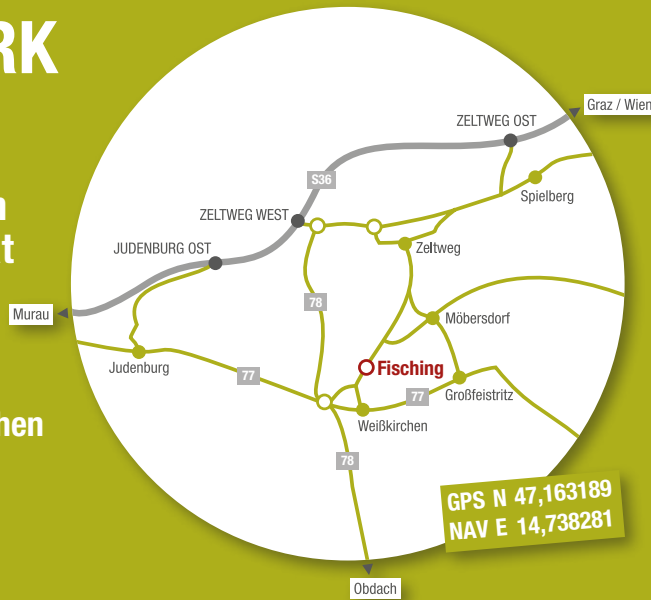 RK
Graz / Wien
ZELTWEG OST
S36
Spielberg
n
ZELTWEG WEST
t
JUDENBURG OST
Zeltweg
78
Murau
Möbersdorf
Judenburg
77
Fisching
Großfeistritz
77
hen
Weißkirchen
78
GPS N 47,163189
NAV E 14,738281
Obdach